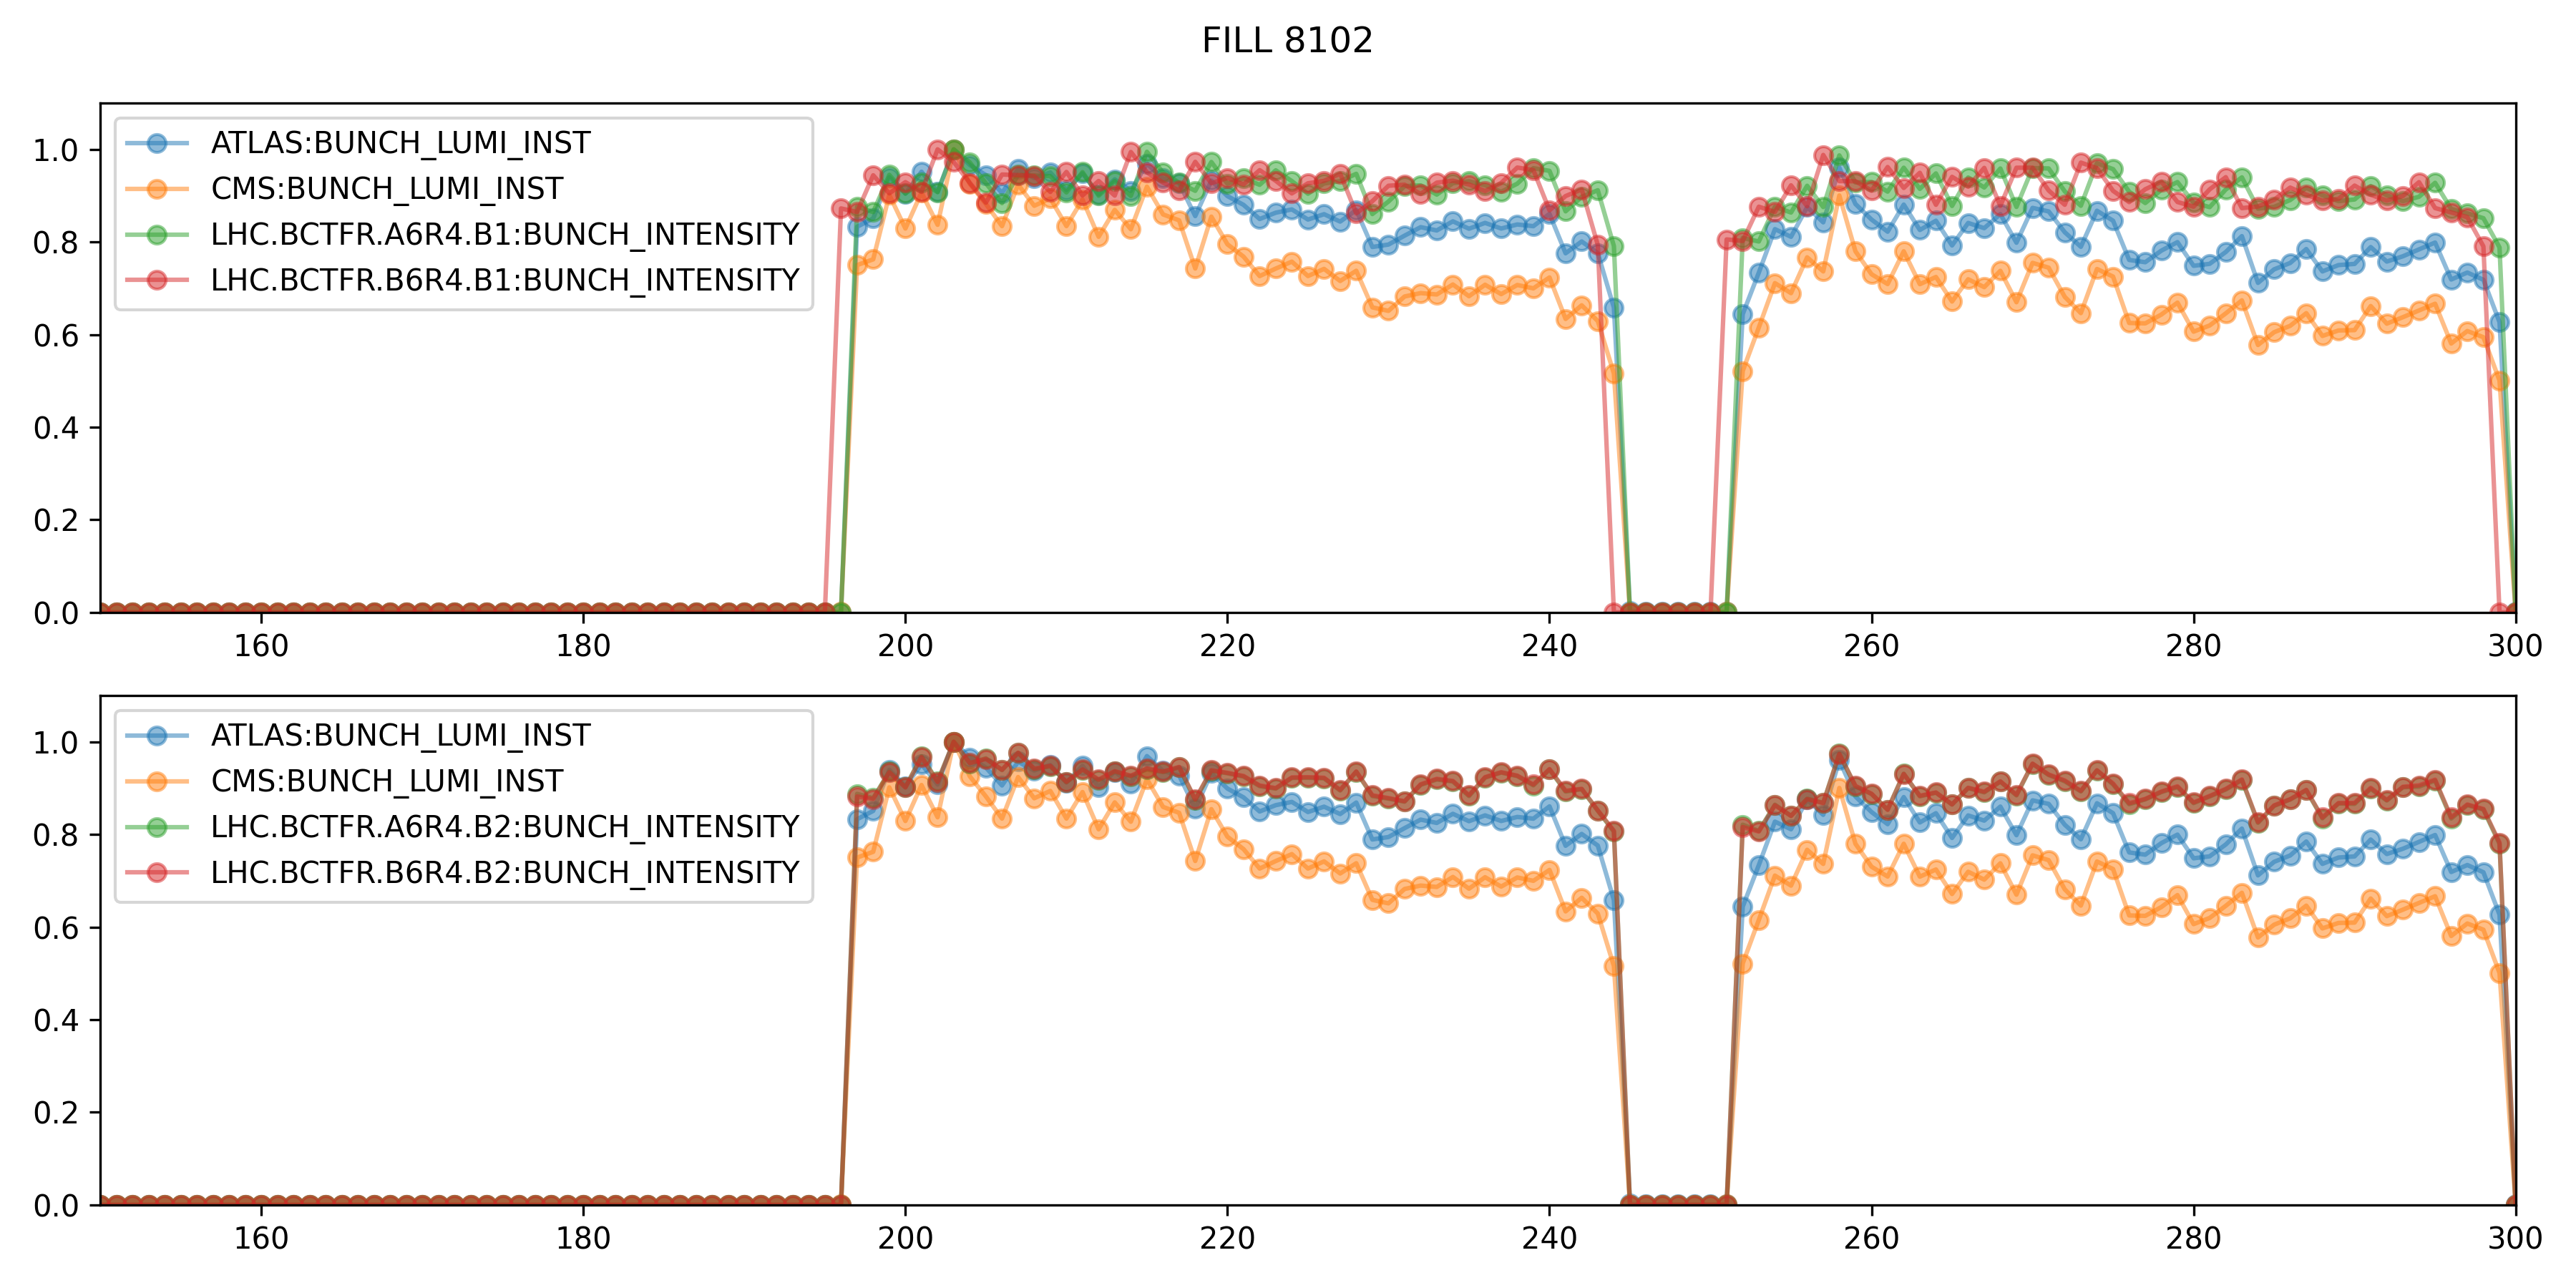 FILL 8102
ATLAS:BUNCH_LUMI_INST
CMS:BUNCH_LUMI_INST
LHC.BCTFR.A6R4.B1:BUNCH_INTENSITY
LHC.BCTFR.B6R4.B1:BUNCH_INTENSITY
1.0
0.8
0.6
0.4
0.2
0.0
160 180 200 220 240 260 280 300
ATLAS:BUNCH_LUMI_INST
CMS:BUNCH_LUMI_INST
LHC.BCTFR.A6R4.B2:BUNCH_INTENSITY
LHC.BCTFR.B6R4.B2:BUNCH_INTENSITY
1.0
0.8
0.6
0.4
0.2
0.0
160 180 200 220 240 260 280 300